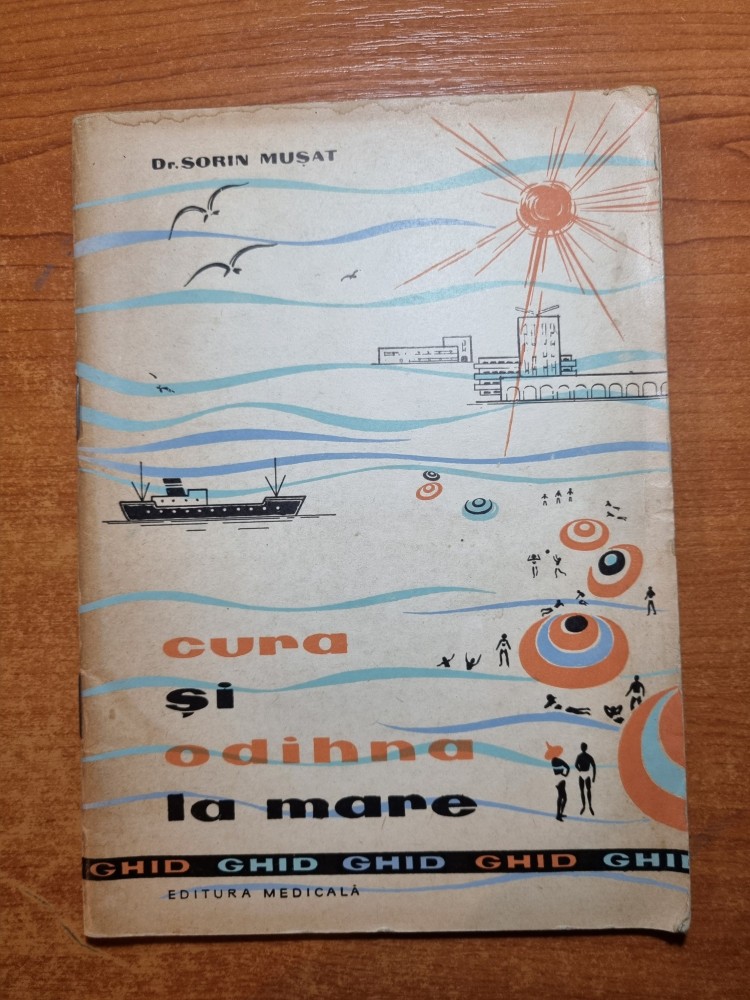 Dr. SORIN MUȘAT
cura
și
odihna
la mare
GHID GHID GHID GHID GHID
EDITURA MEDICALĂ